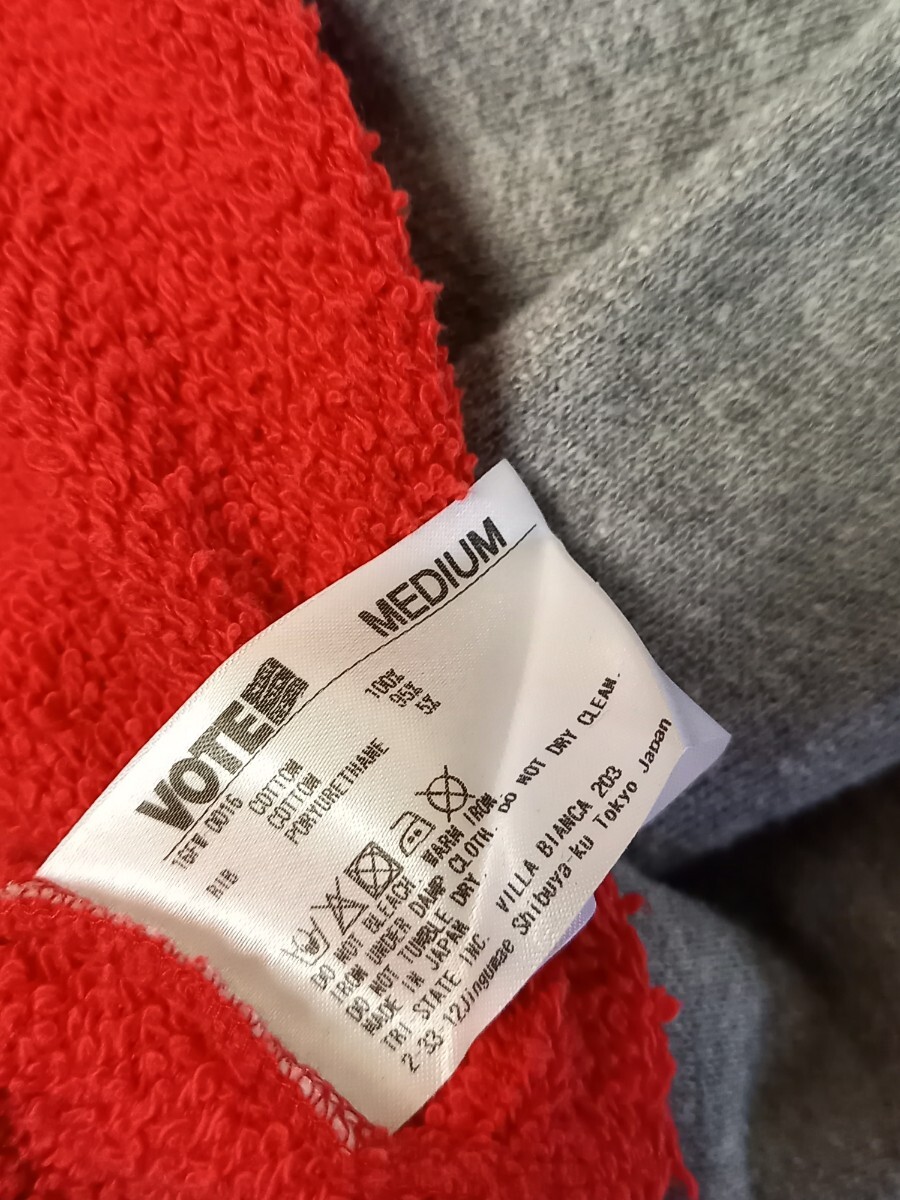 VOTE MEDIUM
16FW 0016
COTTON 100%
RIB COTTON 95%
PORYURETHANE 5%
DO NOT BLEACH. WARM IRON
IRON UNDER DAMP CLOTH. DO NOT DRY CLEAN.
DO NOT TUMBLE DRY.
MADE IN JAPAN
TRI STATE INC. VILLA BIANCA 203
2-33-12Jingumae Shibuya-ku Tokyo Japan